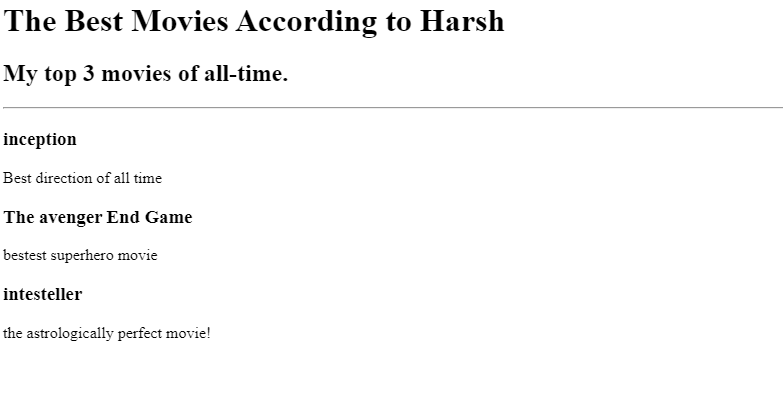 The Best Movies According to Harsh
My top 3 movies of all-time.
inception
Best direction of all time
The avenger End Game
bestest superhero movie
intesteller
the astrologically perfect movie!